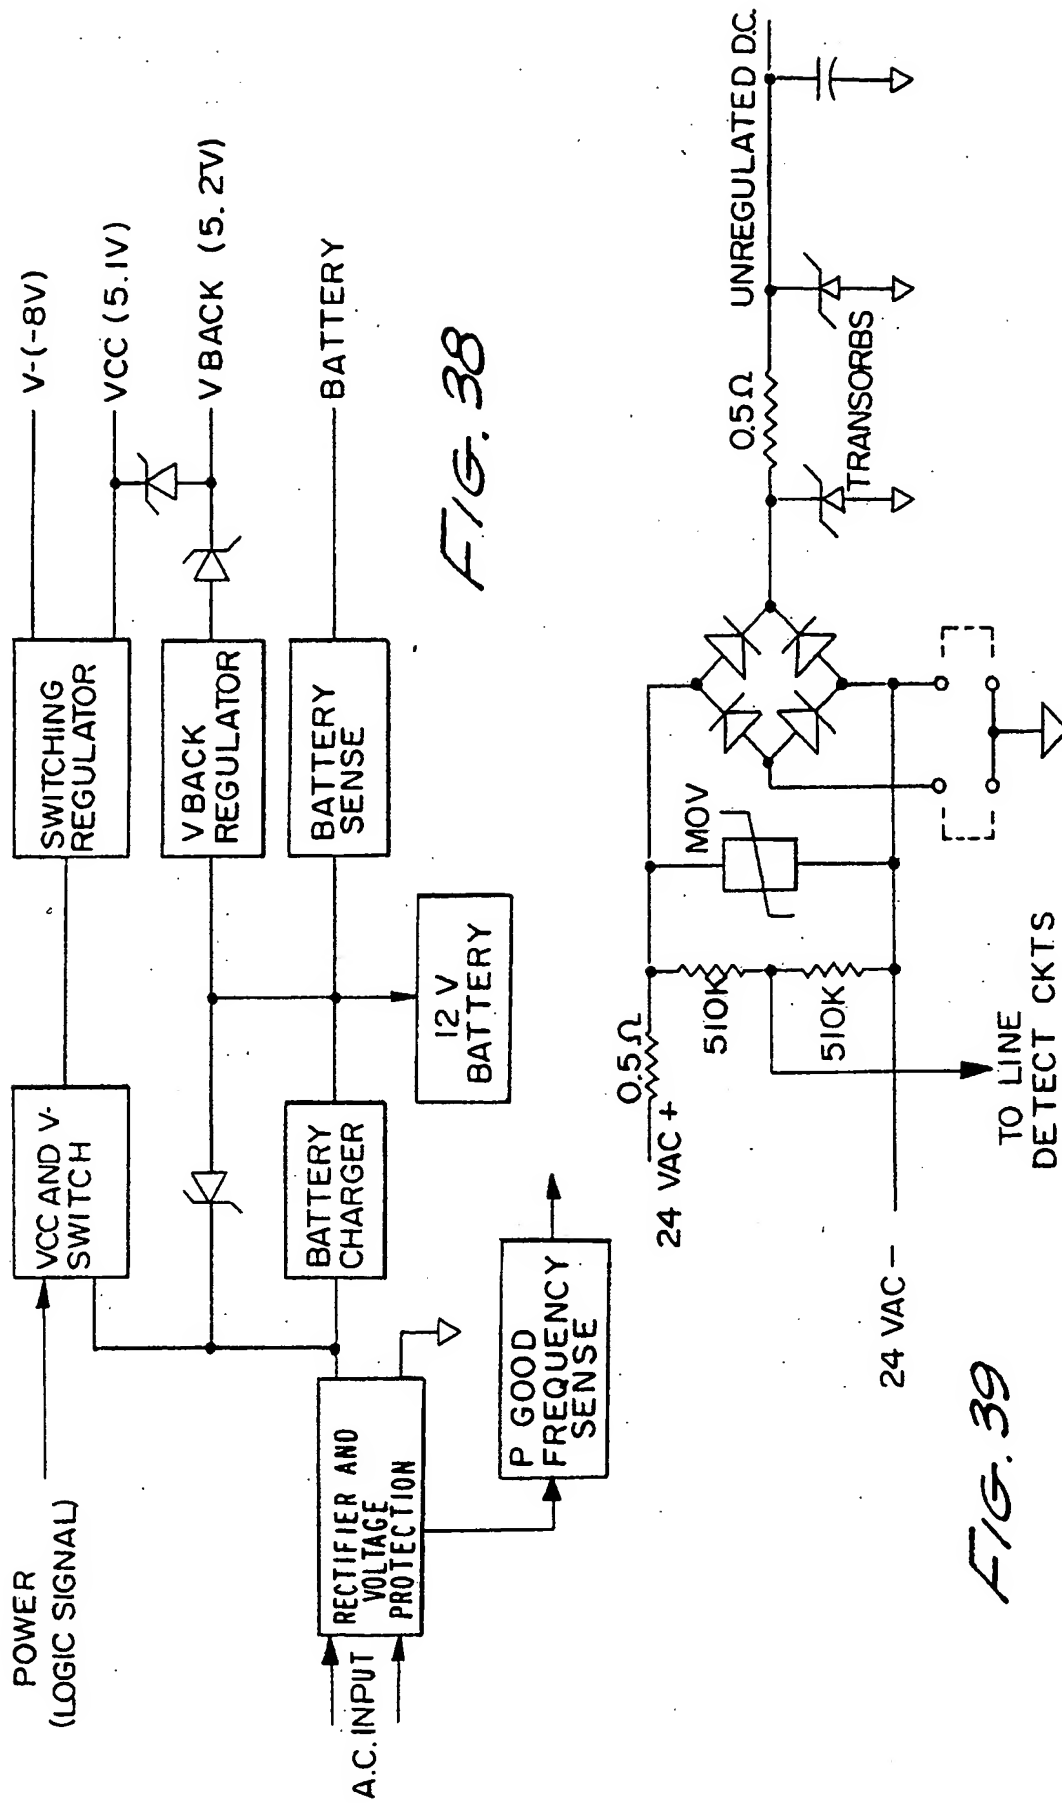 POWER
(LOGIC SIGNAL)
A.C. INPUT
RECTIFIER AND
VOLTAGE
PROTECTION
VCC AND V-
SWITCH
SWITCHING
REGULATOR
V-(-8V)
VCC (5.1V)
V BACK
REGULATOR
V BACK (5.2V)
BATTERY
CHARGER
BATTERY
SENSE
BATTERY
12 V
BATTERY
P GOOD
FREQUENCY
SENSE
FIG. 38
24 VAC +
0.5Ω
510K
510K
MOV
0.5Ω
UNREGULATED D.C.
TRANSORBS
24 VAC -
TO LINE
DETECT CKTS
FIG. 39